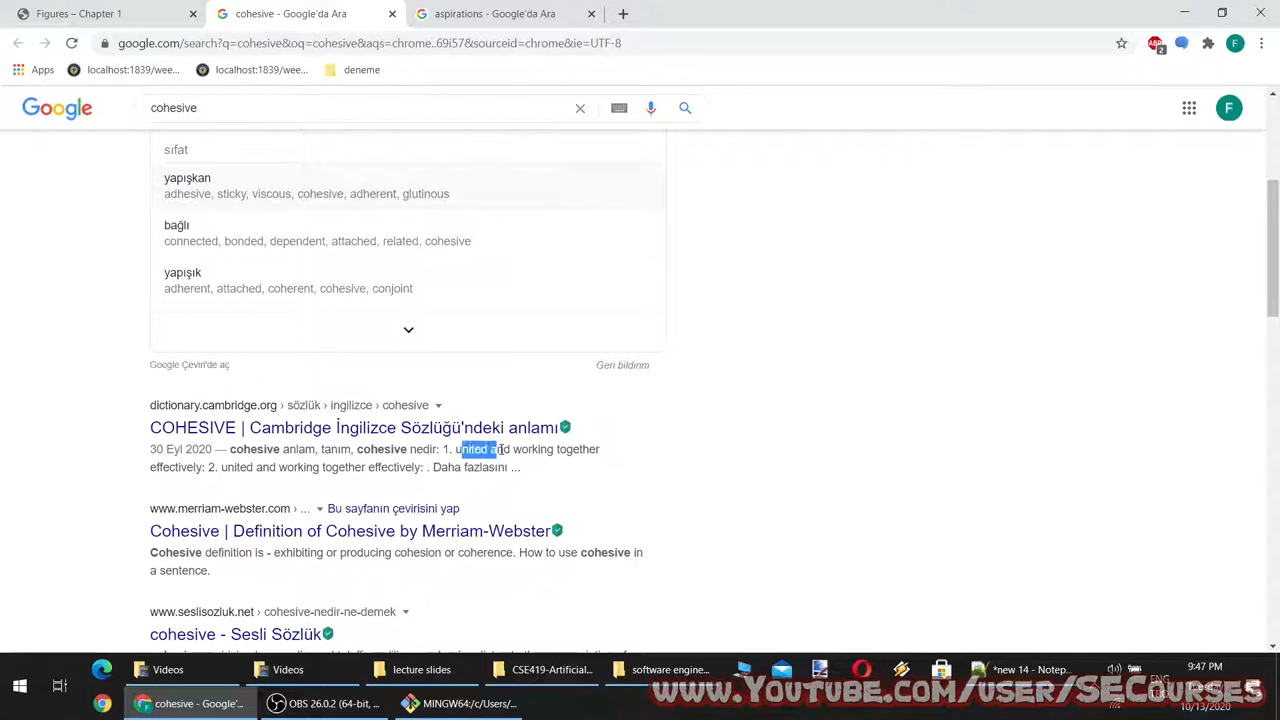 Figures – Chapter 1
cohesive - Google'da Ara
aspirations - Google'da Ara
google.com/search?q=cohesive&oq=cohesive&aqs=chrome..69i57&sourceid=chrome&ie=UTF-8
ABP
2
F
Apps
localhost:1839/wee...
localhost:1839/wee...
deneme
Google
cohesive
F
sıfat
yapışkan
adhesive, sticky, viscous, cohesive, adherent, glutinous
bağlı
connected, bonded, dependent, attached, related, cohesive
yapışık
adherent, attached, coherent, cohesive, conjoint
Google Çeviri'de aç
Geri bildirim
dictionary.cambridge.org › sözlük › ingilizce › cohesive
COHESIVE | Cambridge İngilizce Sözlüğü'ndeki anlamı
30 Eyl 2020 — cohesive anlam, tanım, cohesive nedir: 1. united and working together
effectively: 2. united and working together effectively: . Daha fazlasını ...
www.merriam-webster.com › ... Bu sayfanın çevirisini yap
Cohesive | Definition of Cohesive by Merriam-Webster
Cohesive definition is - exhibiting or producing cohesion or coherence. How to use cohesive in
a sentence.
www.seslisozluk.net › cohesive-nedir-ne-demek
cohesive - Sesli Sözlük
Videos
Videos
lecture slides
CSE419-Artificial...
software enginee...
*new 14 - Notep...
9:47 PM
ENG
10/13/2020
cohesive - Google'...
OBS 26.0.2 (64-bit, ...
MINGW64:/c/Users/...
www.YouTube.com/user/SECourses